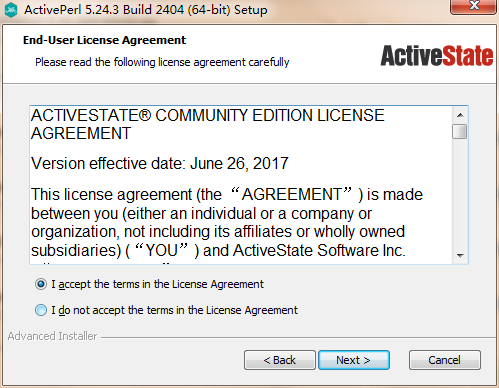 ActivePerl 5.24.3 Build 2404 (64-bit) Setup
End-User License Agreement
Please read the following license agreement carefully
ActiveState
ACTIVESTATE® COMMUNITY EDITION LICENSE
AGREEMENT
Version effective date: June 26, 2017
This license agreement (the “AGREEMENT”) is made
between you (either an individual or a company or
organization, not including its affiliates or wholly owned
subsidiaries) (“YOU”) and ActiveState Software Inc.
I accept the terms in the License Agreement
I do not accept the terms in the License Agreement
Advanced Installer
< Back
Next >
Cancel